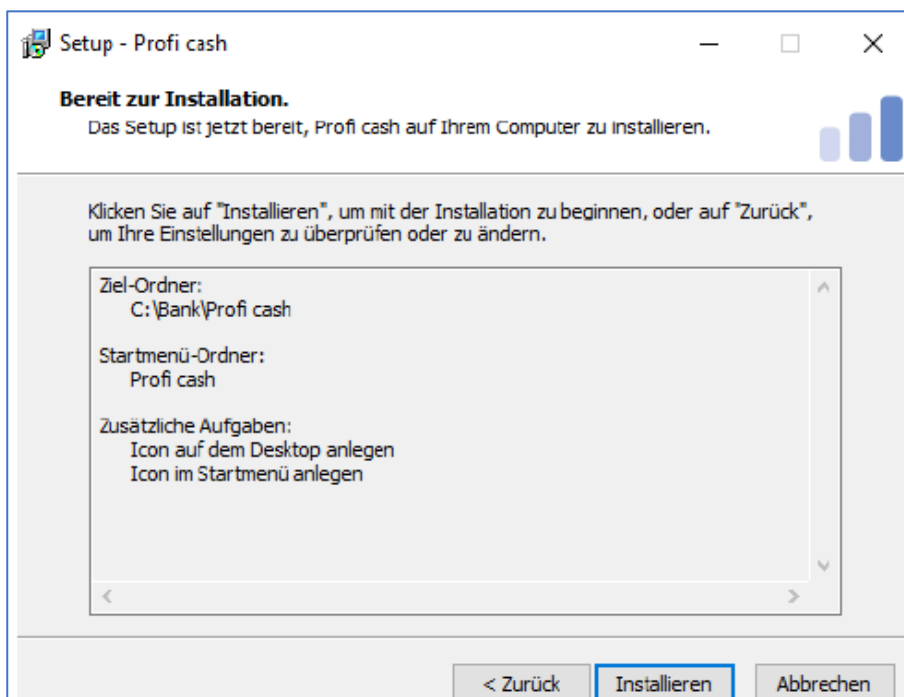 Setup - Profi cash
Bereit zur Installation.
Das Setup ist jetzt bereit, Profi cash auf Ihrem Computer zu installieren.
Klicken Sie auf "Installieren", um mit der Installation zu beginnen, oder auf "Zurück",
um Ihre Einstellungen zu überprüfen oder zu ändern.
Ziel-Ordner:
C:\Bank\Profi cash
Startmenü-Ordner:
Profi cash
Zusätzliche Aufgaben:
Icon auf dem Desktop anlegen
Icon im Startmenü anlegen
< Zurück Installieren Abbrechen